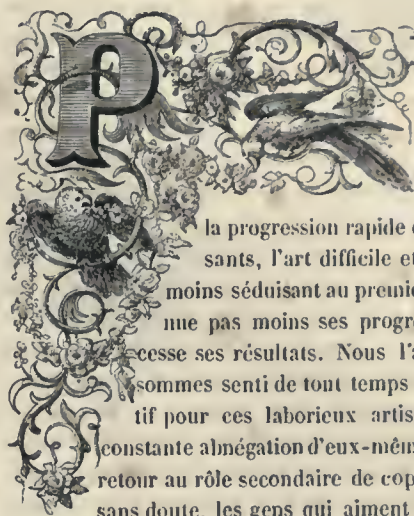 P
la progression rapide
sants, l'art difficile et
moins séduisant au premie
nue pas moins ses progr
cesse ses résultats. Nous l'a
sommes senti de tout temps
tif pour ces laborieux artis
constante abnégation d'eux-mêm
retour au rôle secondaire de cop
sans doute, les gens qui aiment